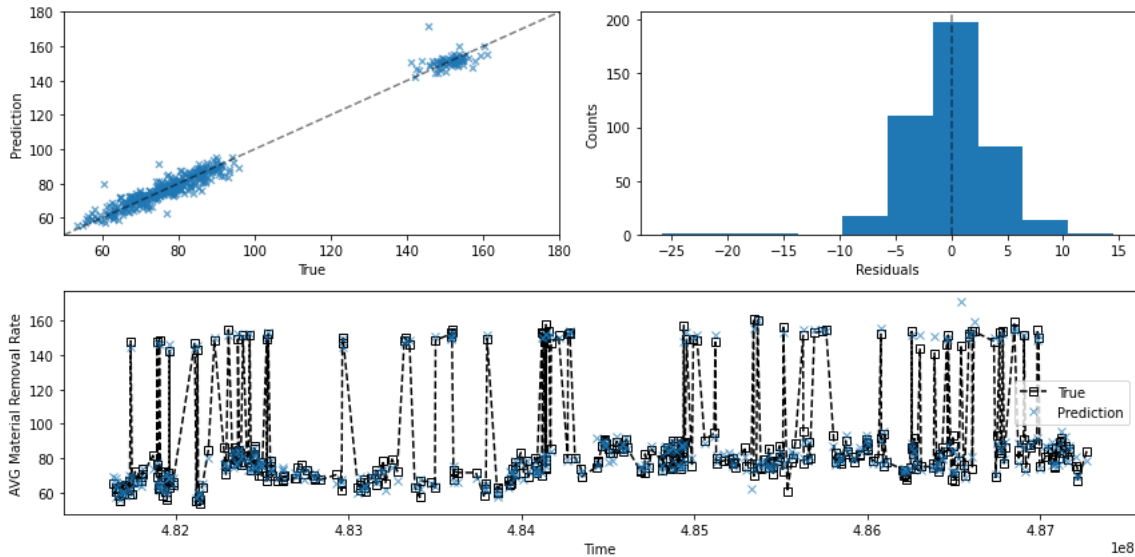 180
160
140
120
100
80
60
Prediction
60 80 100 120 140 160 180
True
200
150
100
50
0
Counts
−25 −20 −15 −10 −5 0 5 10 15
Residuals
160
140
120
100
80
60
AVG Material Removal Rate
True
Prediction
4.82 4.83 4.84 4.85 4.86 4.87
Time
1e8